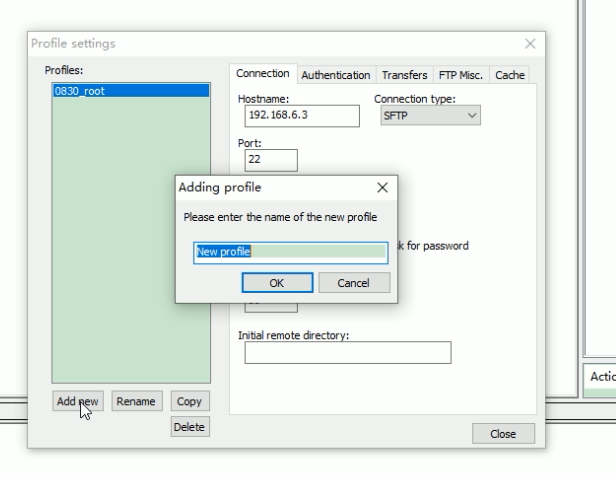 Profile settings
Profiles:
0830_root
Connection Authentication Transfers FTP Misc. Cache
Hostname: Connection type:
192.168.6.3 SFTP
Port:
22
Adding profile
Please enter the name of the new profile
k for password
New profile
OK Cancel
Initial remote directory:
Add new Rename Copy
Delete
Close
Actio